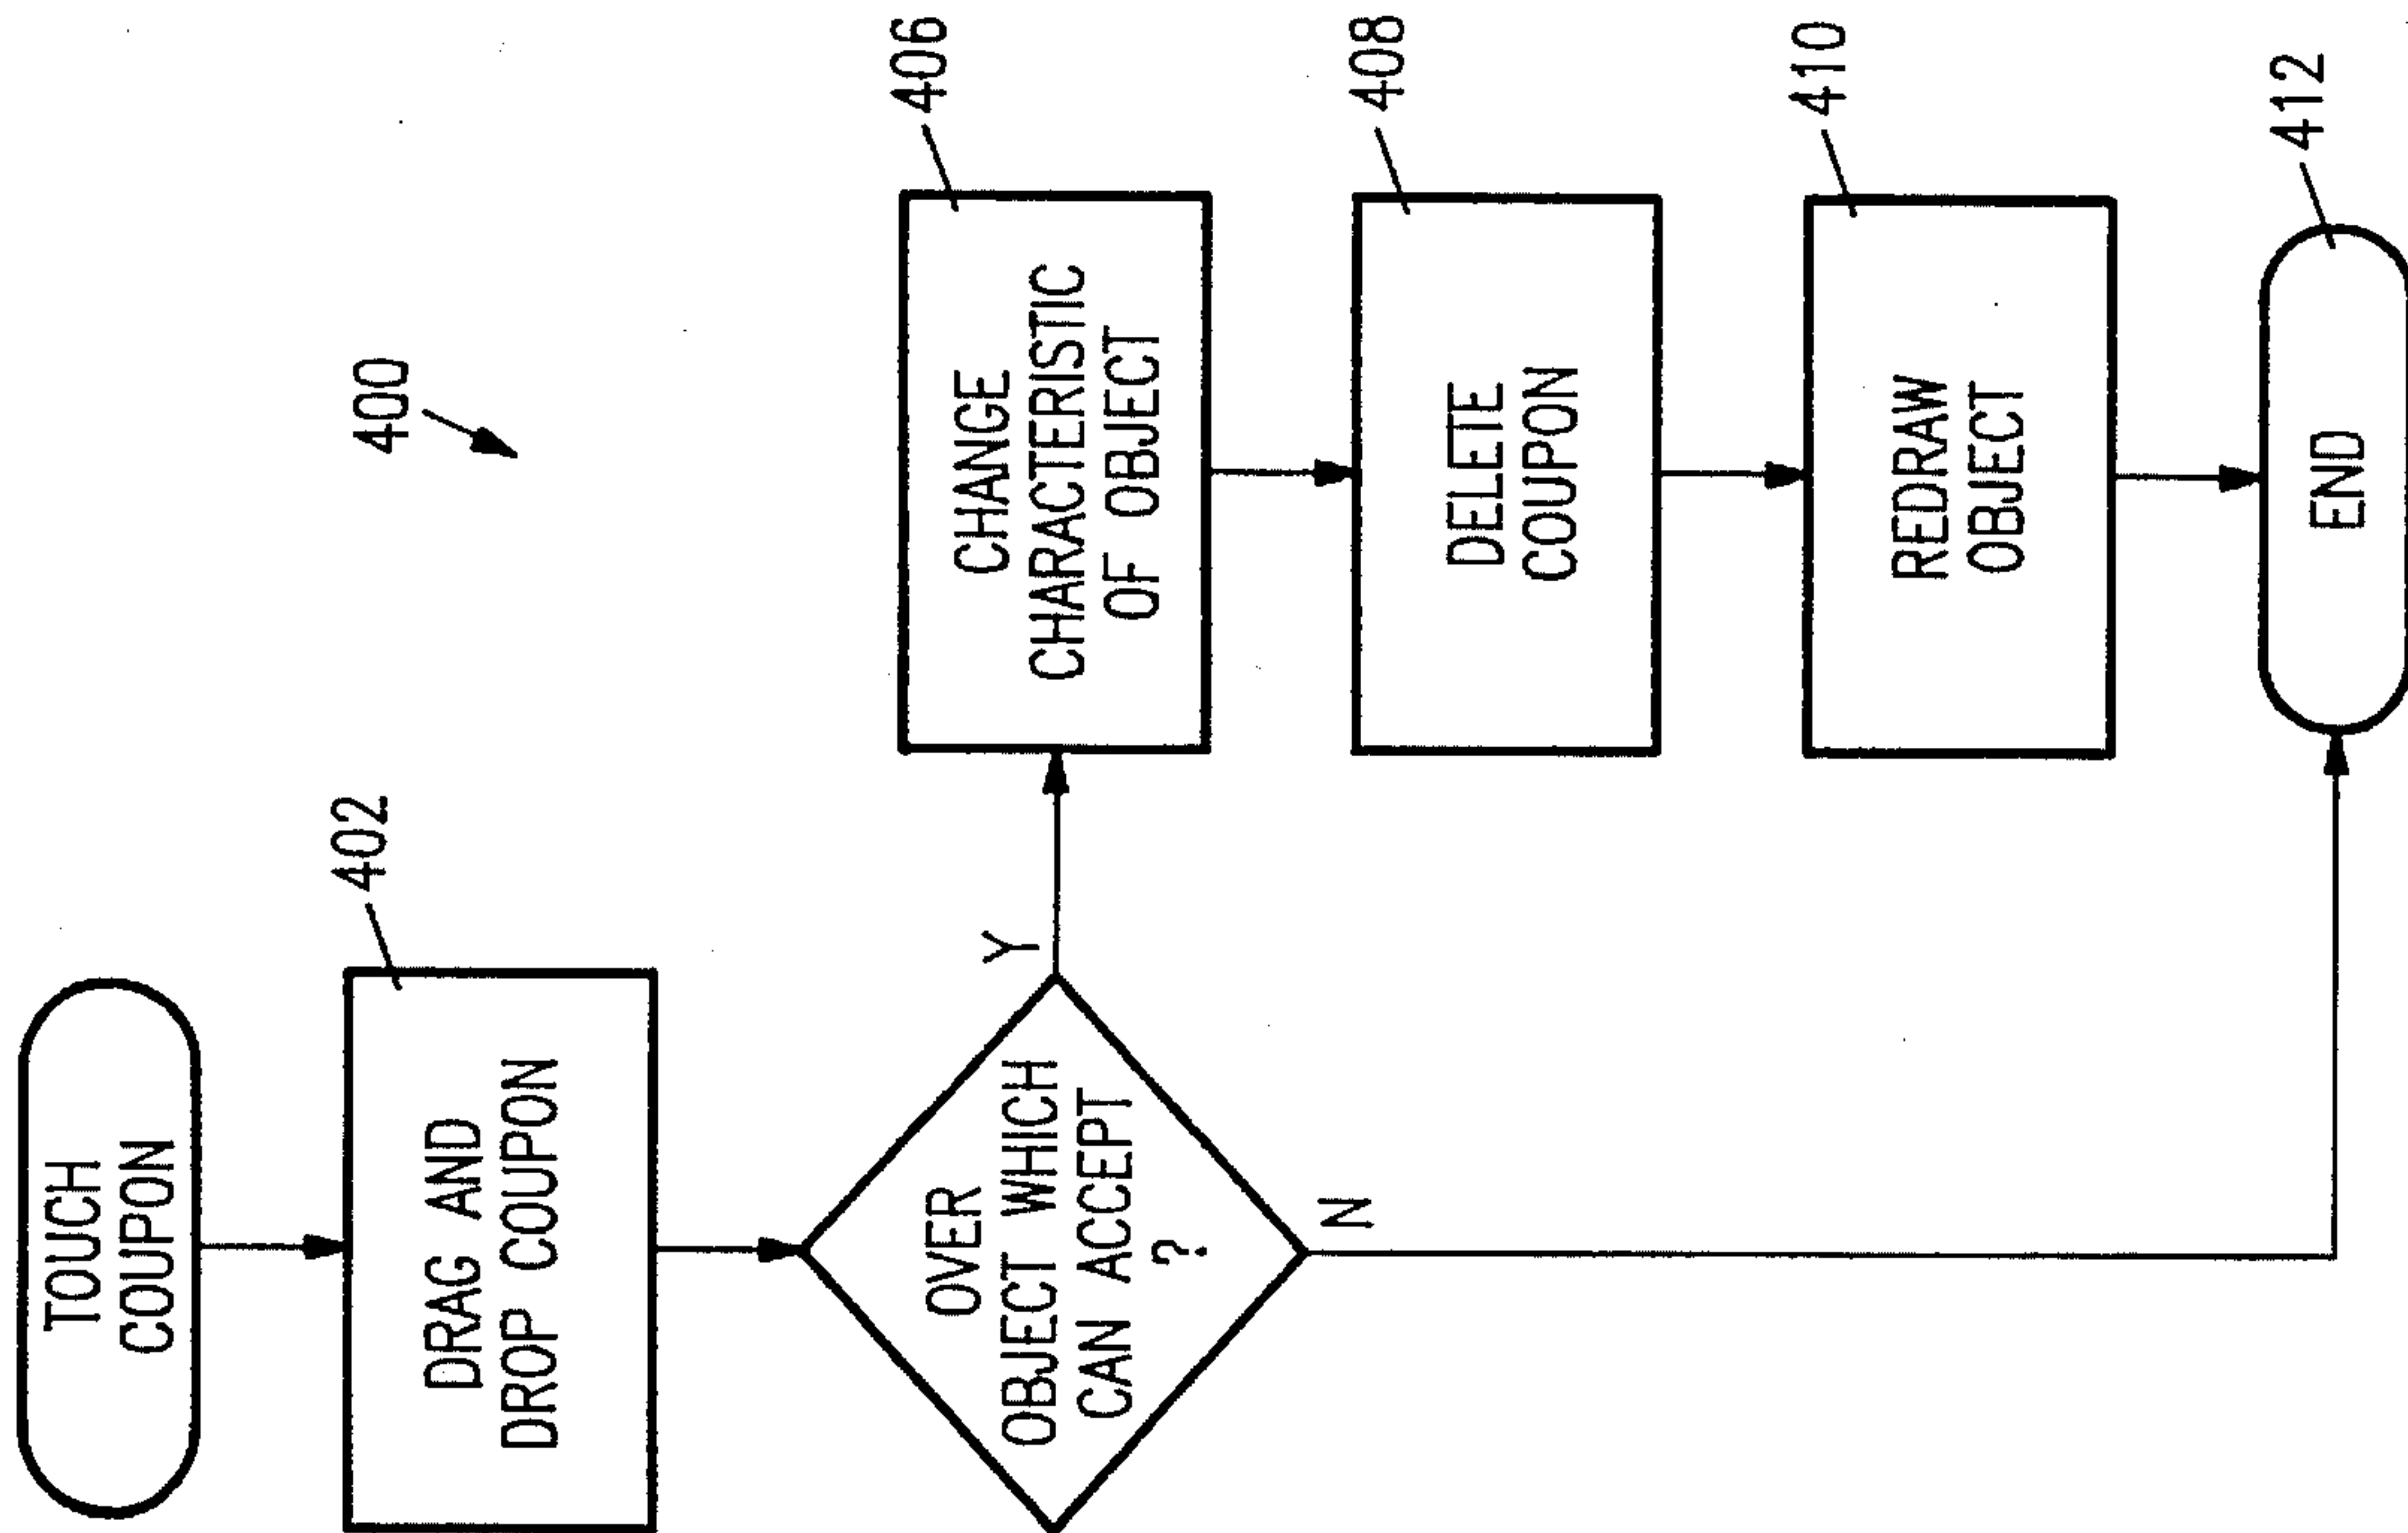 400
TOUCH
COUPON
402
DRAG AND
DROP COUPON
OVER
OBJECT WHICH
CAN ACCEPT
?
Y
N
406
CHANGE
CHARACTERISTIC
OF OBJECT
408
DELETE
COUPON
410
REDRAW
OBJECT
412
END